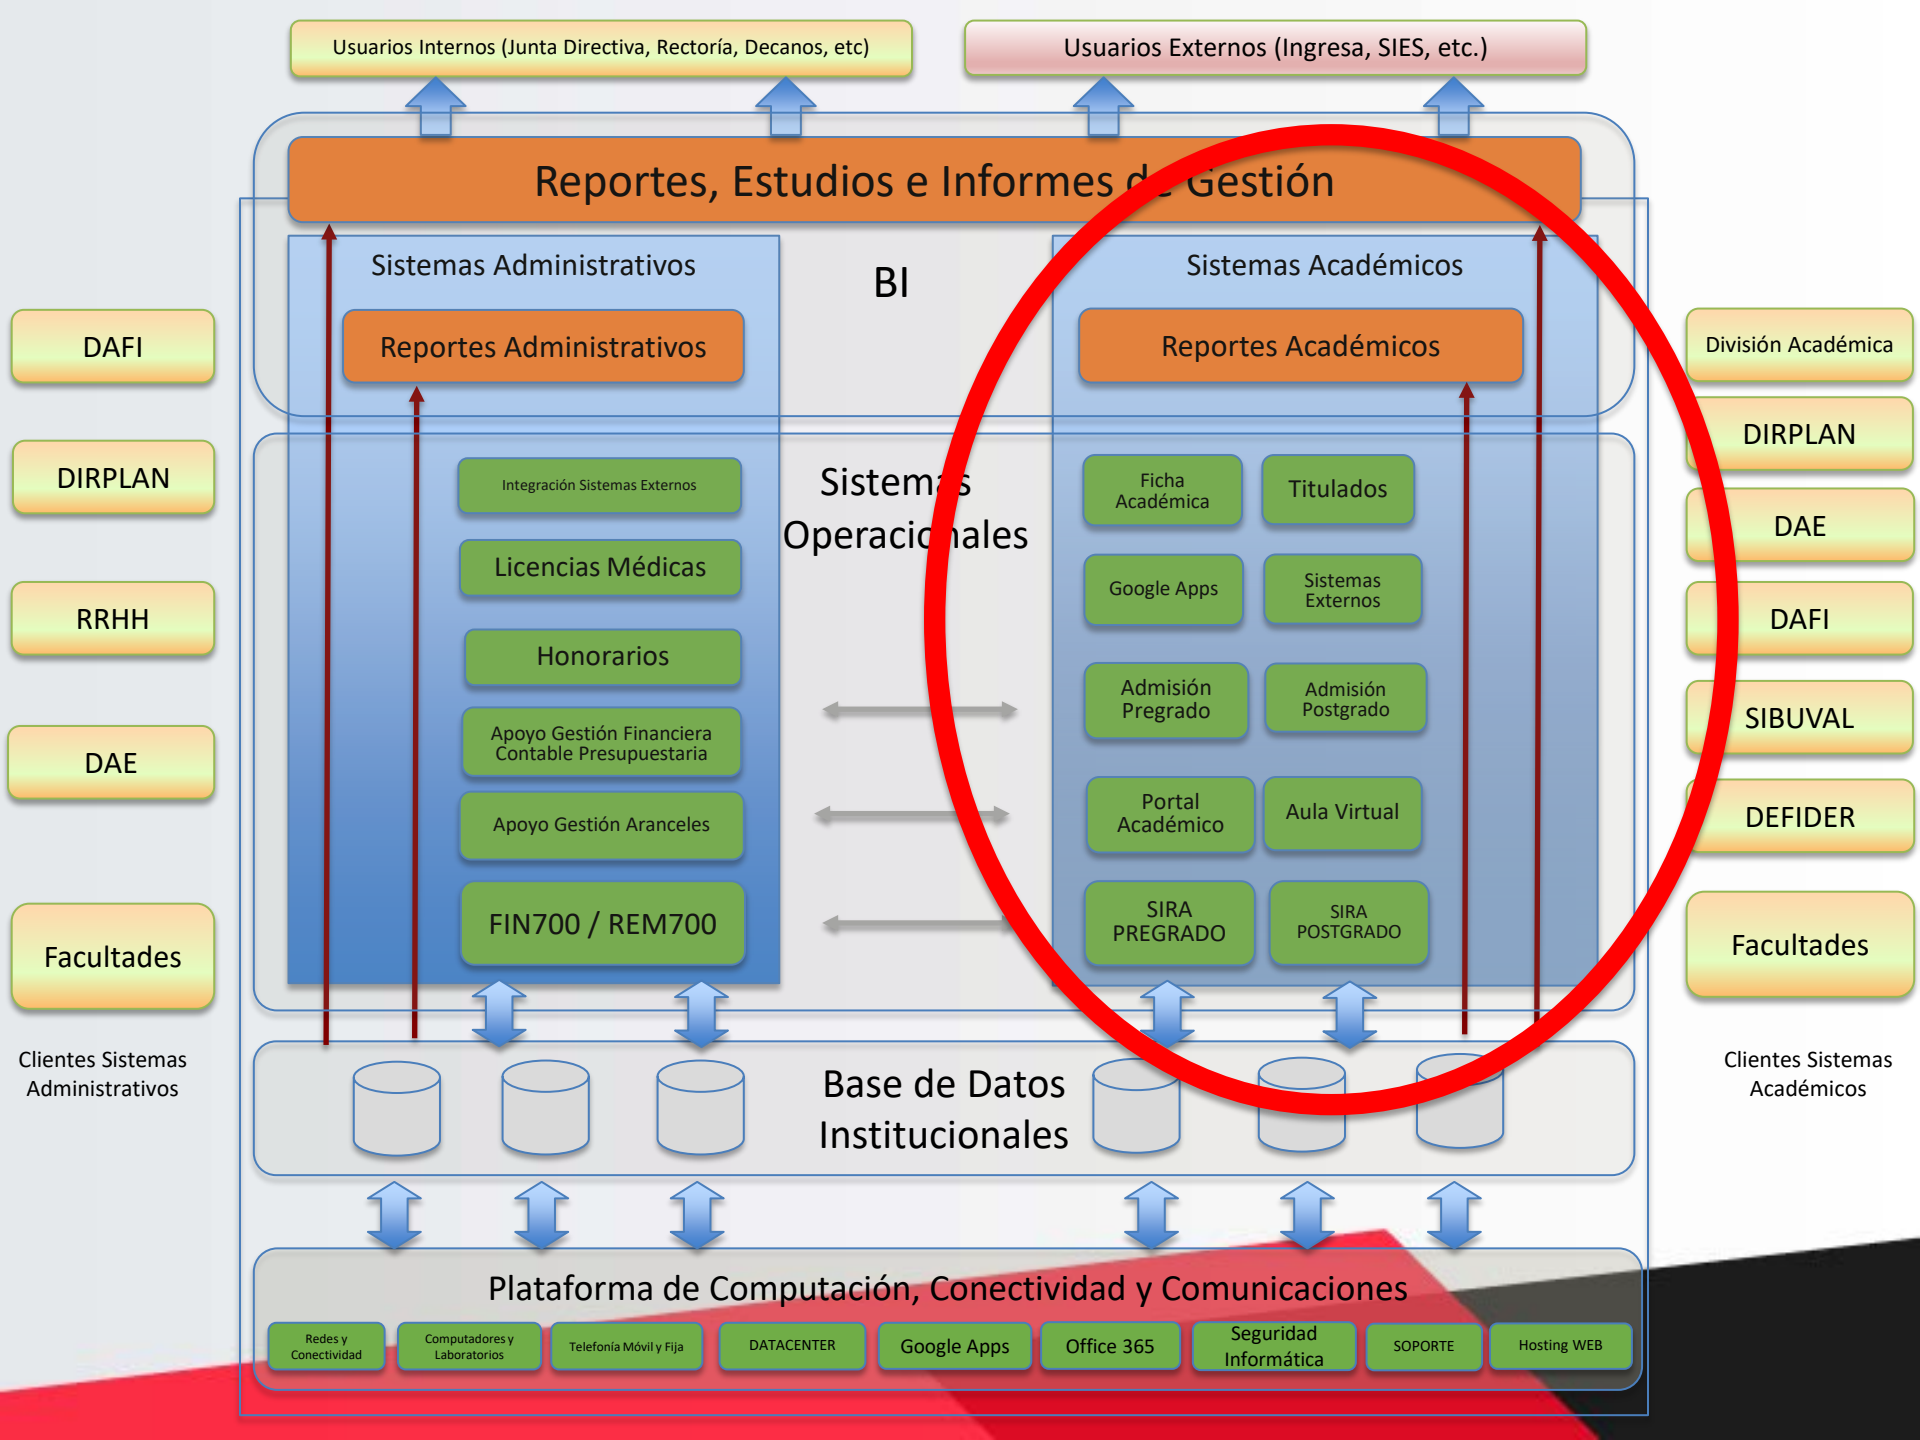 Usuarios Internos (Junta Directiva, Rectoría, Decanos, etc)
Usuarios Externos (Ingresa, SIES, etc.)
Reportes, Estudios e Informes de Gestión
Sistemas Administrativos
BI
Sistemas Académicos
Reportes Administrativos
Reportes Académicos
DAFI
DIRPLAN
RRHH
DAE
Facultades
Clientes Sistemas
Administrativos
Integración Sistemas Externos
Licencias Médicas
Honorarios
Apoyo Gestión Financiera
Contable Presupuestaria
Apoyo Gestión Aranceles
FIN700 / REM700
Sistemas
Operacionales
Ficha
Académica
Titulados
Google Apps
Sistemas
Externos
Admisión
Pregrado
Admisión
Postgrado
Portal
Académico
Aula Virtual
SIRA
PREGRADO
SIRA
POSTGRADO
División Académica
DIRPLAN
DAE
DAFI
SIBUVAL
DEFIDER
Facultades
Clientes Sistemas
Académicos
Base de Datos
Institucionales
Plataforma de Computación, Conectividad y Comunicaciones
Redes y
Conectividad
Computadores y
Laboratorios
Telefonía Móvil y Fija
DATACENTER
Google Apps
Office 365
Seguridad
Informática
SOPORTE
Hosting WEB